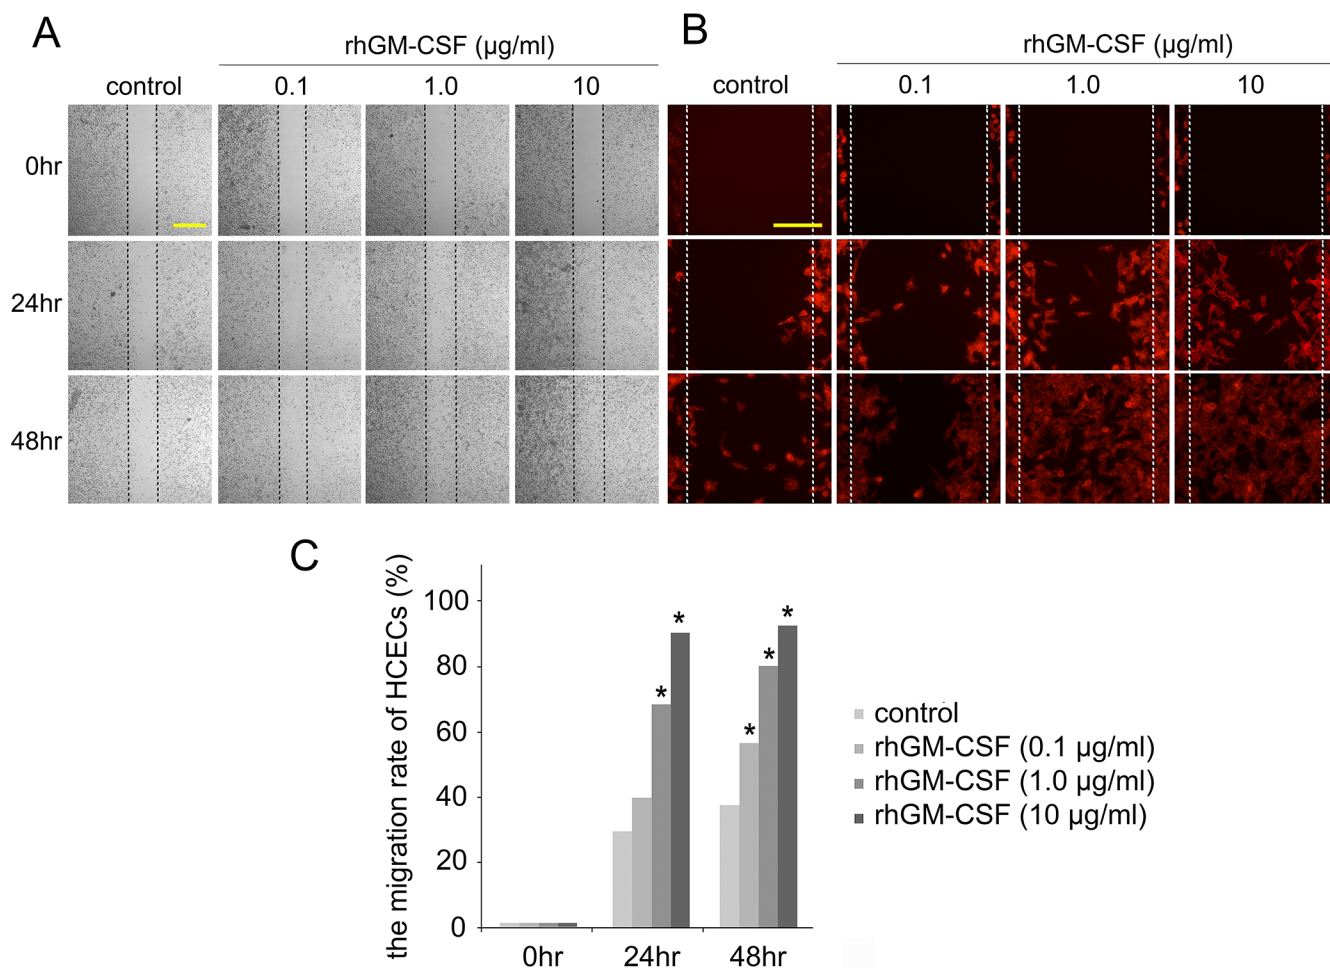 A
rhGM-CSF (µg/ml)
control
0.1
1.0
10
0hr
24hr
48hr
B
rhGM-CSF (µg/ml)
control
0.1
1.0
10
C
the migration rate of HCECs (%)
100
80
60
40
20
0
*
*
*
*
*
0hr
24hr
48hr
control
rhGM-CSF (0.1 µg/ml)
rhGM-CSF (1.0 µg/ml)
rhGM-CSF (10 µg/ml)